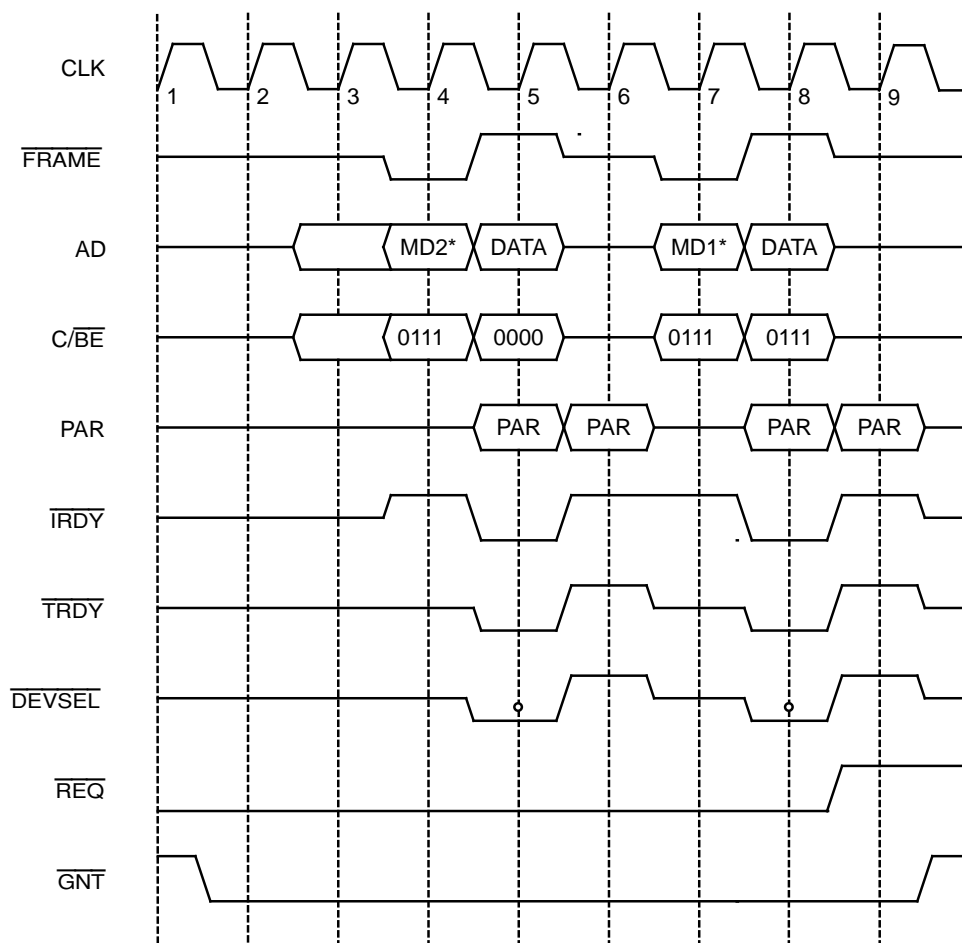 CLK
1 2 3 4 5 6 7 8 9
FRAME
AD MD2* DATA MD1* DATA
C/BE 0111 0000 0111 0111
PAR PAR PAR PAR PAR
IRDY
TRDY
DEVSEL
REQ
GNT